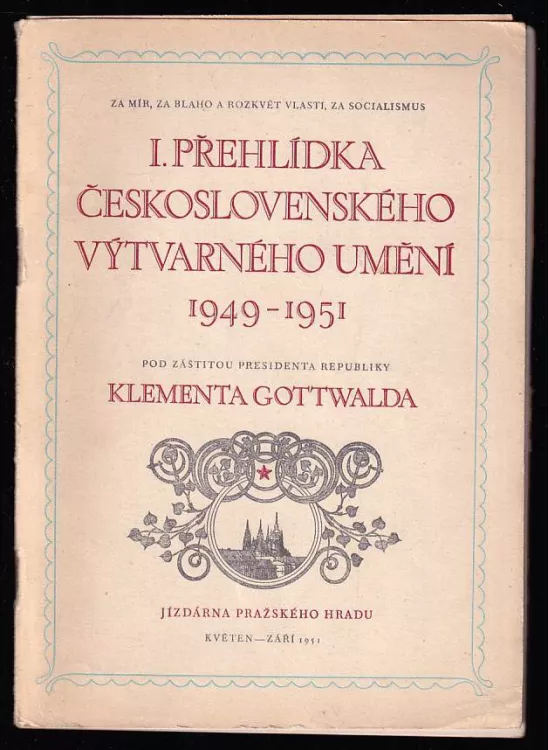 ZA MÍR, ZA BLAHO A ROZKVĚT VLASTI, ZA SOCIALISMUS
I. PŘEHLÍDKA
ČESKOSLOVENSKÉHO
VÝTVARNÉHO UMĚNÍ
1949-1951
POD ZÁŠTITOU PRESIDENTA REPUBLIKY
KLEMENTA GOTTWALDA
JÍZDÁRNA PRAŽSKÉHO HRADU
KVĚTEN—ZÁŘÍ 1951